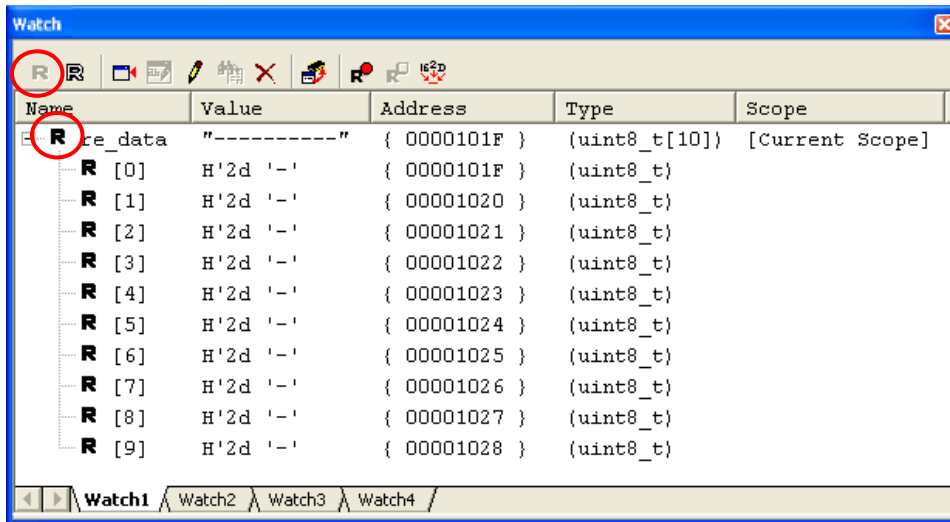 Watch
R R R R 16 2 D
Name Value Address Type Scope
R re_data "----------" { 0000101F } (uint8_t[10]) [Current Scope]
R [0] H'2d '-' { 0000101F } (uint8_t)
R [1] H'2d '-' { 00001020 } (uint8_t)
R [2] H'2d '-' { 00001021 } (uint8_t)
R [3] H'2d '-' { 00001022 } (uint8_t)
R [4] H'2d '-' { 00001023 } (uint8_t)
R [5] H'2d '-' { 00001024 } (uint8_t)
R [6] H'2d '-' { 00001025 } (uint8_t)
R [7] H'2d '-' { 00001026 } (uint8_t)
R [8] H'2d '-' { 00001027 } (uint8_t)
R [9] H'2d '-' { 00001028 } (uint8_t)
Watch1 Watch2 Watch3 Watch4